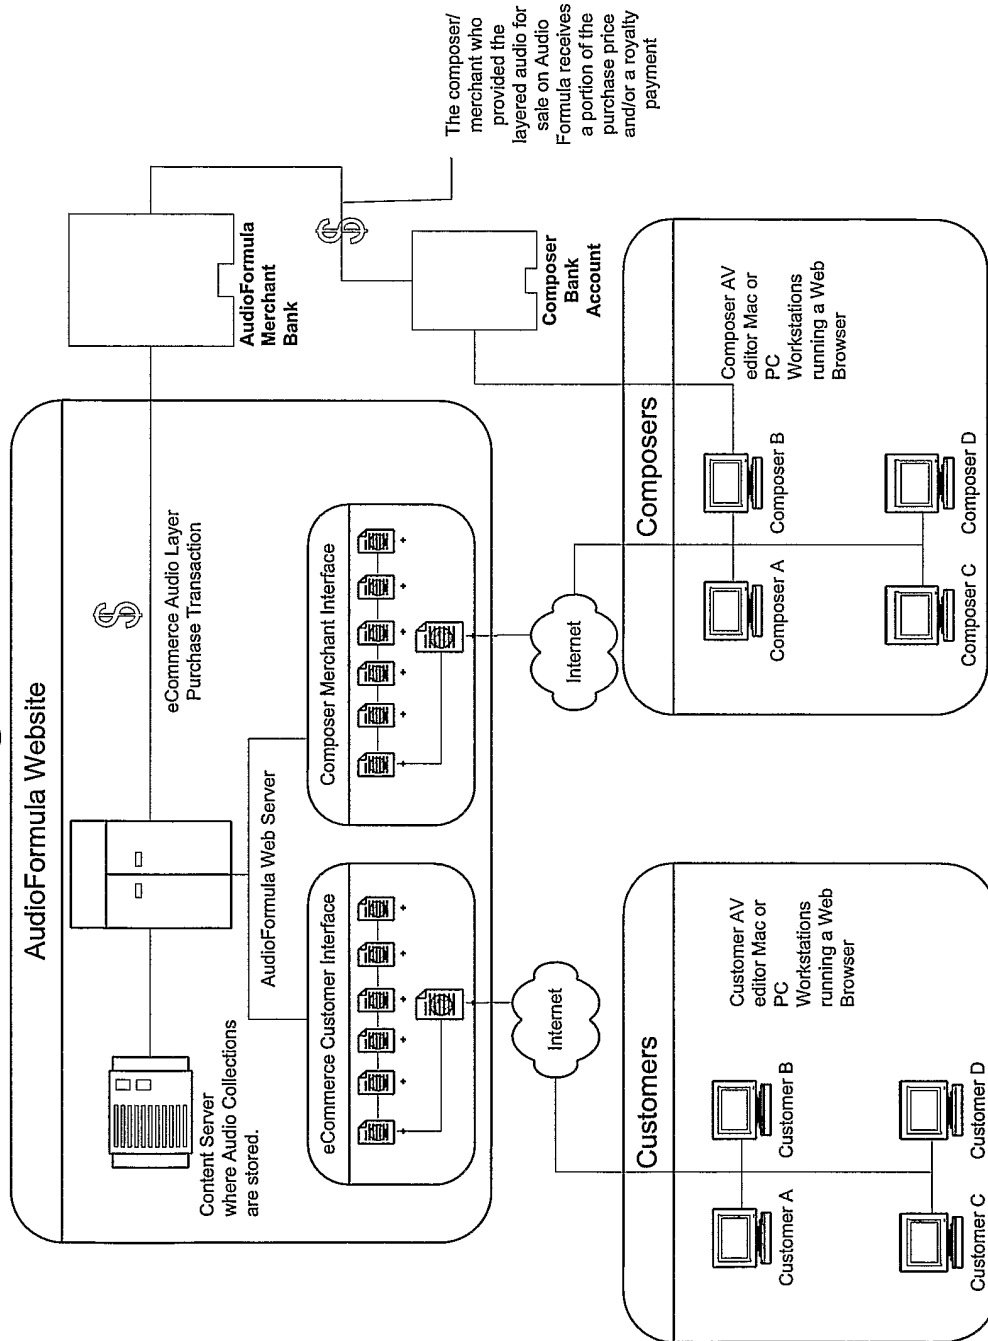 AudioFormula Website
Content Server
where Audio Collections
are stored.
eCommerce Audio Layer
Purchase Transaction
$
AudioFormula
Merchant
Bank
AudioFormula Web Server
eCommerce Customer Interface
+ + + + + +
Composer Merchant Interface
+ + + + + +
$
The composer/
merchant who
provided the
layered audio for
sale on Audio
Formula receives
a portion of the
purchase price
and/or a royalty
payment
Composer
Bank
Account
Internet
Internet
Customers
Customer A
Customer B
Customer C
Customer D
Customer AV
editor Mac or
PC
Workstations
running a Web
Browser
Composers
Composer A
Composer B
Composer C
Composer D
Composer AV
editor Mac or
PC
Workstations
running a Web
Browser